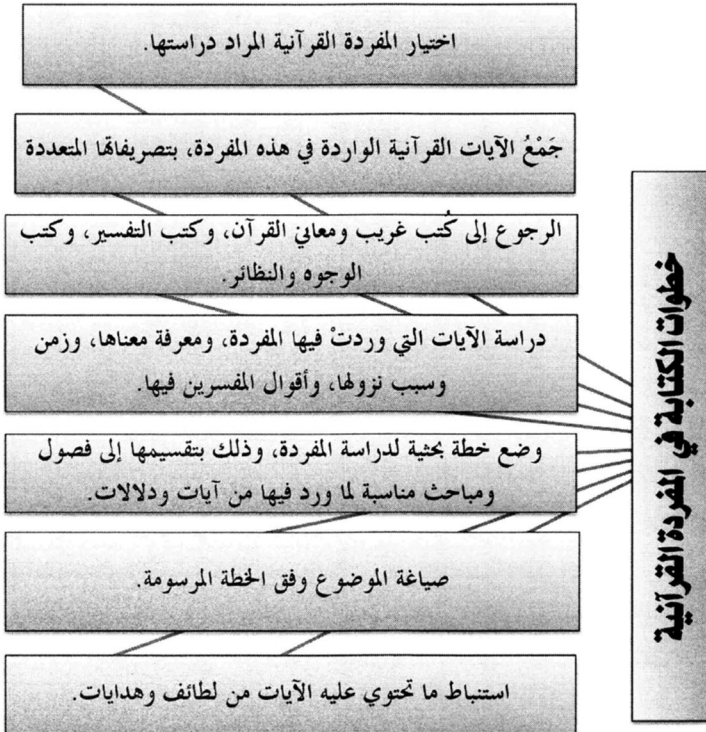 خطوات الكتابة في المفردة القرآنية
اختيار المفردة القرآنية المراد دراستها.
جَمْعُ الآيات القرآنية الواردة في هذه المفردة، بتصريفاتها المتعددة
الرجوع إلى كُتب غريب ومعاني القرآن، وكتب التفسير، وكتب
الوجوه والنظائر.
دراسة الآيات التي وردتْ فيها المفردة، ومعرفة معناها، وزمن
وسبب نزولها، وأقوال المفسرين فيها.
وضع خطة بحثية لدراسة المفردة، وذلك بتقسيمها إلى فصول
ومباحث مناسبة لما ورد فيها من آيات ودلالات.
صياغة الموضوع وفق الخطة المرسومة.
استنباط ما تحتوي عليه الآيات من لطائف وهدايات.